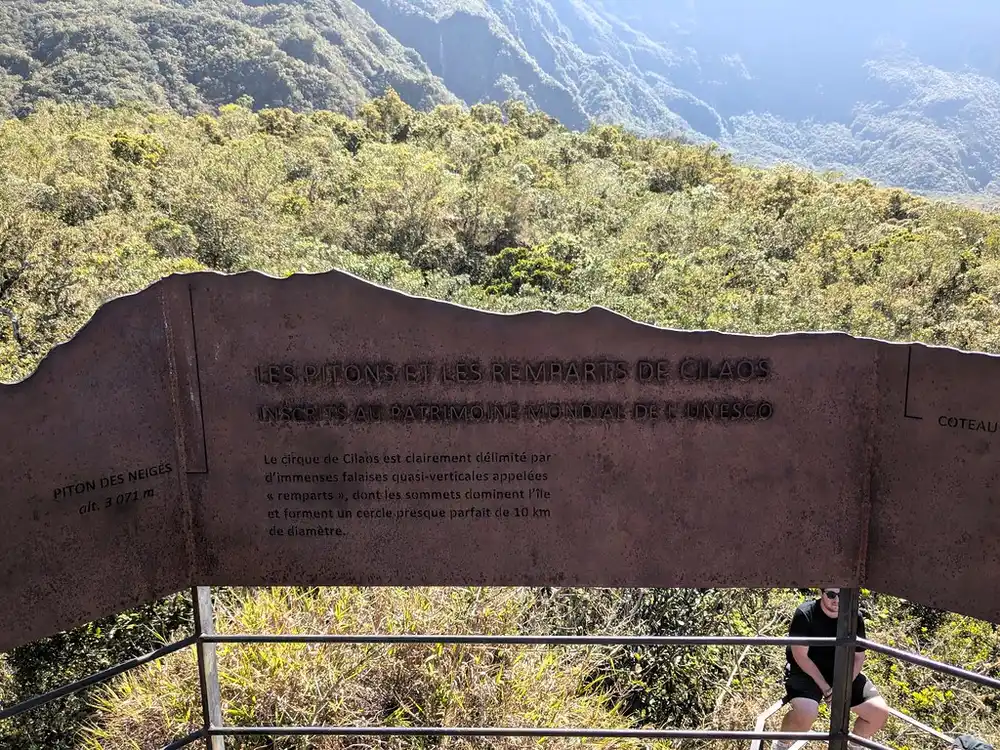 LES PITONS ET LES REMPARTS DE CILAOS
INSCRITS AU PATRIMOINE MONDIAL DE L'UNESCO
Le cirque de Cilaos est clairement délimité par
d'immenses falaises quasi-verticales appelées
« remparts », dont les sommets dominent l'île
et forment un cercle presque parfait de 10 km
de diamètre.
PITON DES NEIGES
alt. 3 071 m
COTEAU